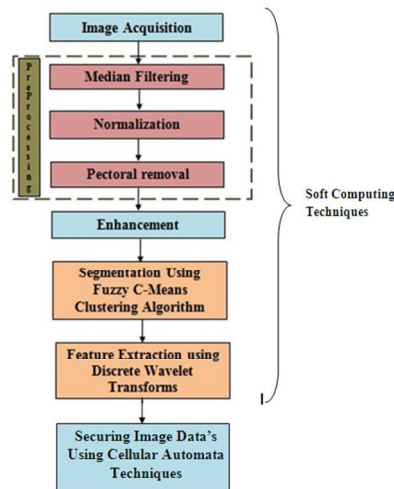 Image Acquisition
PreProcessing
Median Filtering
Normalization
Pectoral removal
Enhancement
Segmentation Using
Fuzzy C-Means
Clustering Algorithm
Feature Extraction using
Discrete Wavelet
Transforms
Securing Image Data's
Using Cellular Automata
Techniques
Soft Computing
Techniques